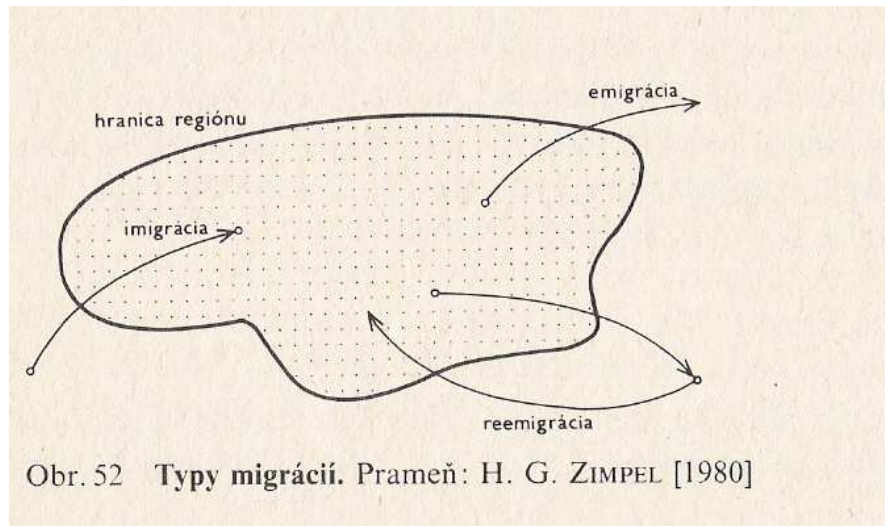 emigrácia
hranica regiónu
imigrácia
reemigrácia
Obr. 52 Typy migrácií. Prameň: H. G. ZIMPEL [1980]